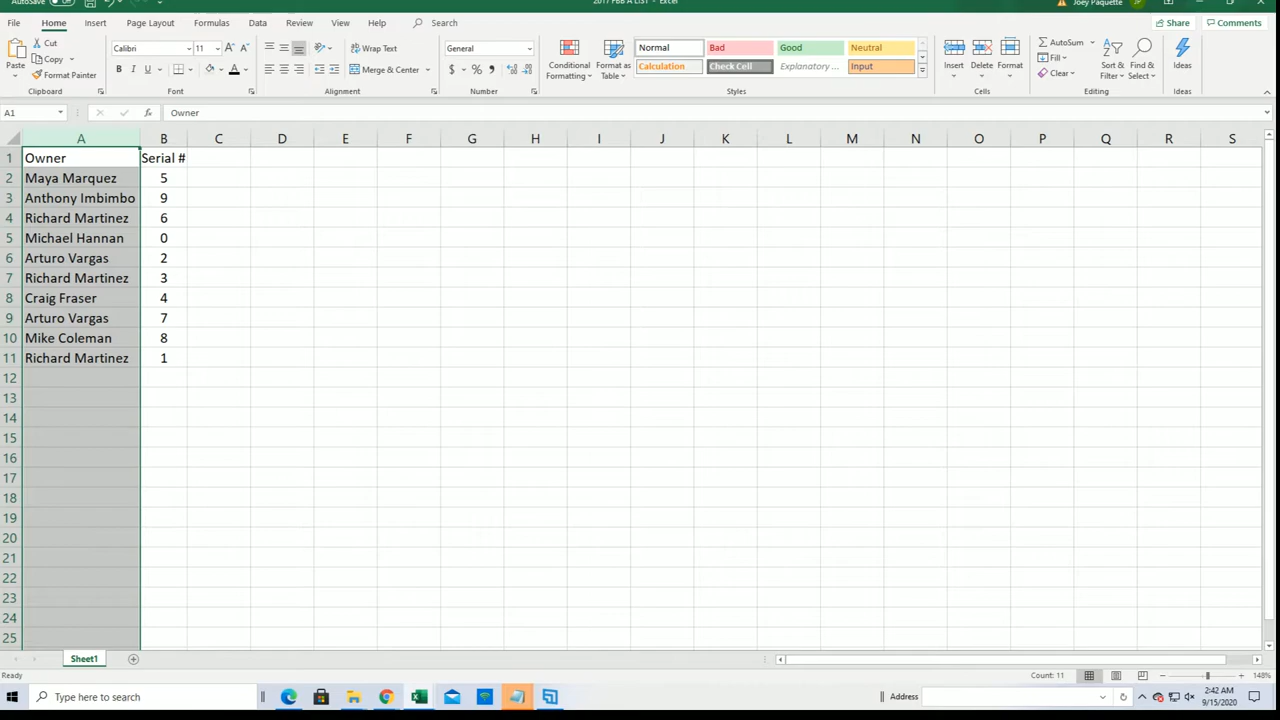 AutoSave Off
2017 FBB A LIST - Excel
Joey Paquette
File Home Insert Page Layout Formulas Data Review View Help Search
Share Comments
Paste
Cut
Copy
Format Painter
Clipboard
Calibri 11
B I U
Font
Wrap Text
Merge & Center
Alignment
General
$ % ,
Number
Conditional Formatting
Format as Table
Normal Bad Good Neutral
Calculation Check Cell Explanatory ... Input
Styles
Insert Delete Format
Cells
AutoSum
Fill
Clear
Sort & Filter
Find & Select
Editing
Ideas
Ideas
A1 fx Owner
A B C D E F G H I J K L M N O P Q R S
1 Owner Serial #
2 Maya Marquez 5
3 Anthony Imbimbo 9
4 Richard Martinez 6
5 Michael Hannan 0
6 Arturo Vargas 2
7 Richard Martinez 3
8 Craig Fraser 4
9 Arturo Vargas 7
10 Mike Coleman 8
11 Richard Martinez 1
12
13
14
15
16
17
18
19
20
21
22
23
24
25
Sheet1
Ready
Count: 11
148%
Type here to search
Address
2:42 AM
9/15/2020